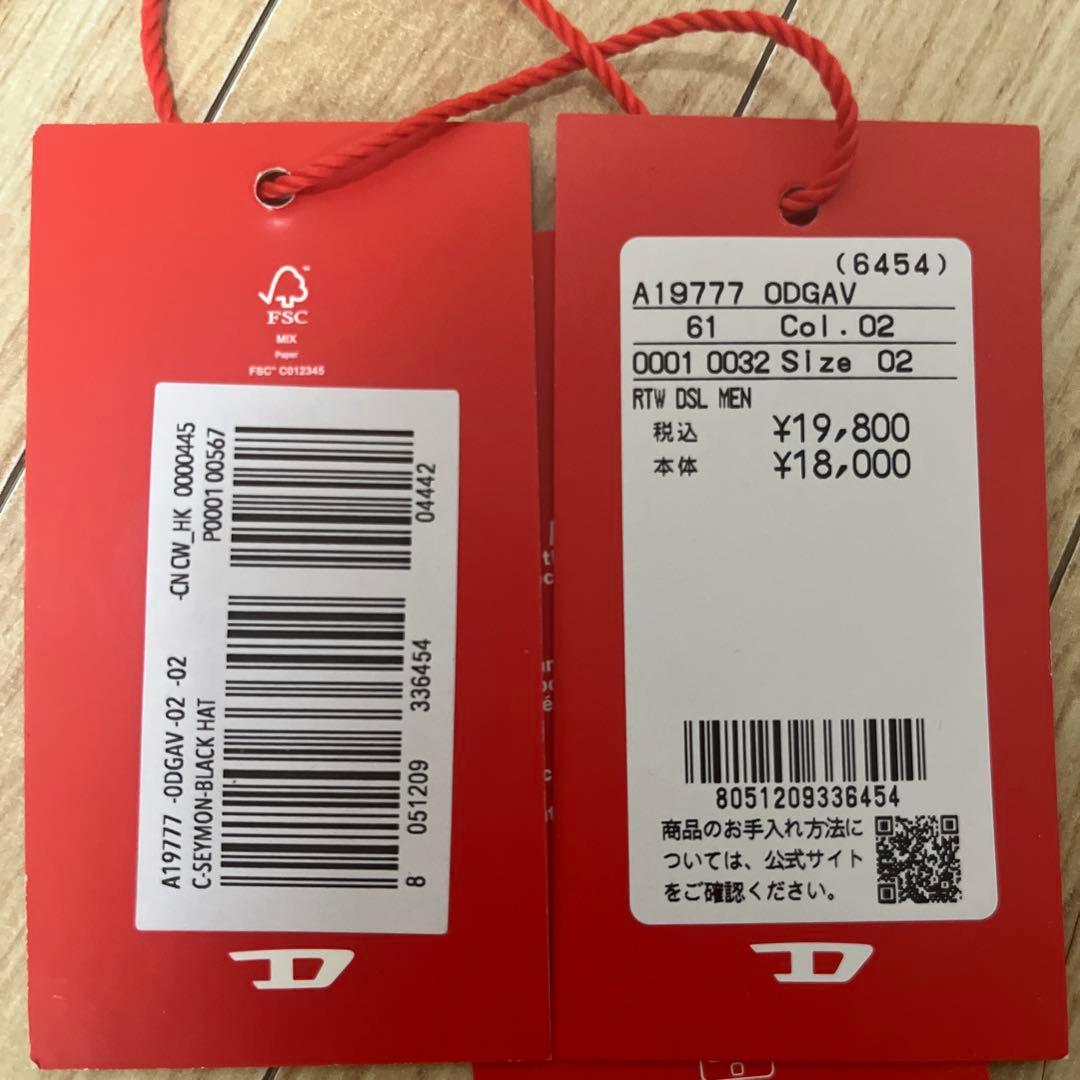 FSC
MIX
Paper
FSC™ C012345
A19777 -0DGAV -02 -02 -CN CW_HK 0000445
C-SEYMON-BLACK HAT P000100567
04442
8 051209 336454
(6454)
A19777 0DGAV
61 Col.02
0001 0032 Size 02
RTW DSL MEN
税込 ¥19,800
本体 ¥18,000
8051209336454
商品のお手入れ方法に
ついては、公式サイト
をご確認ください。